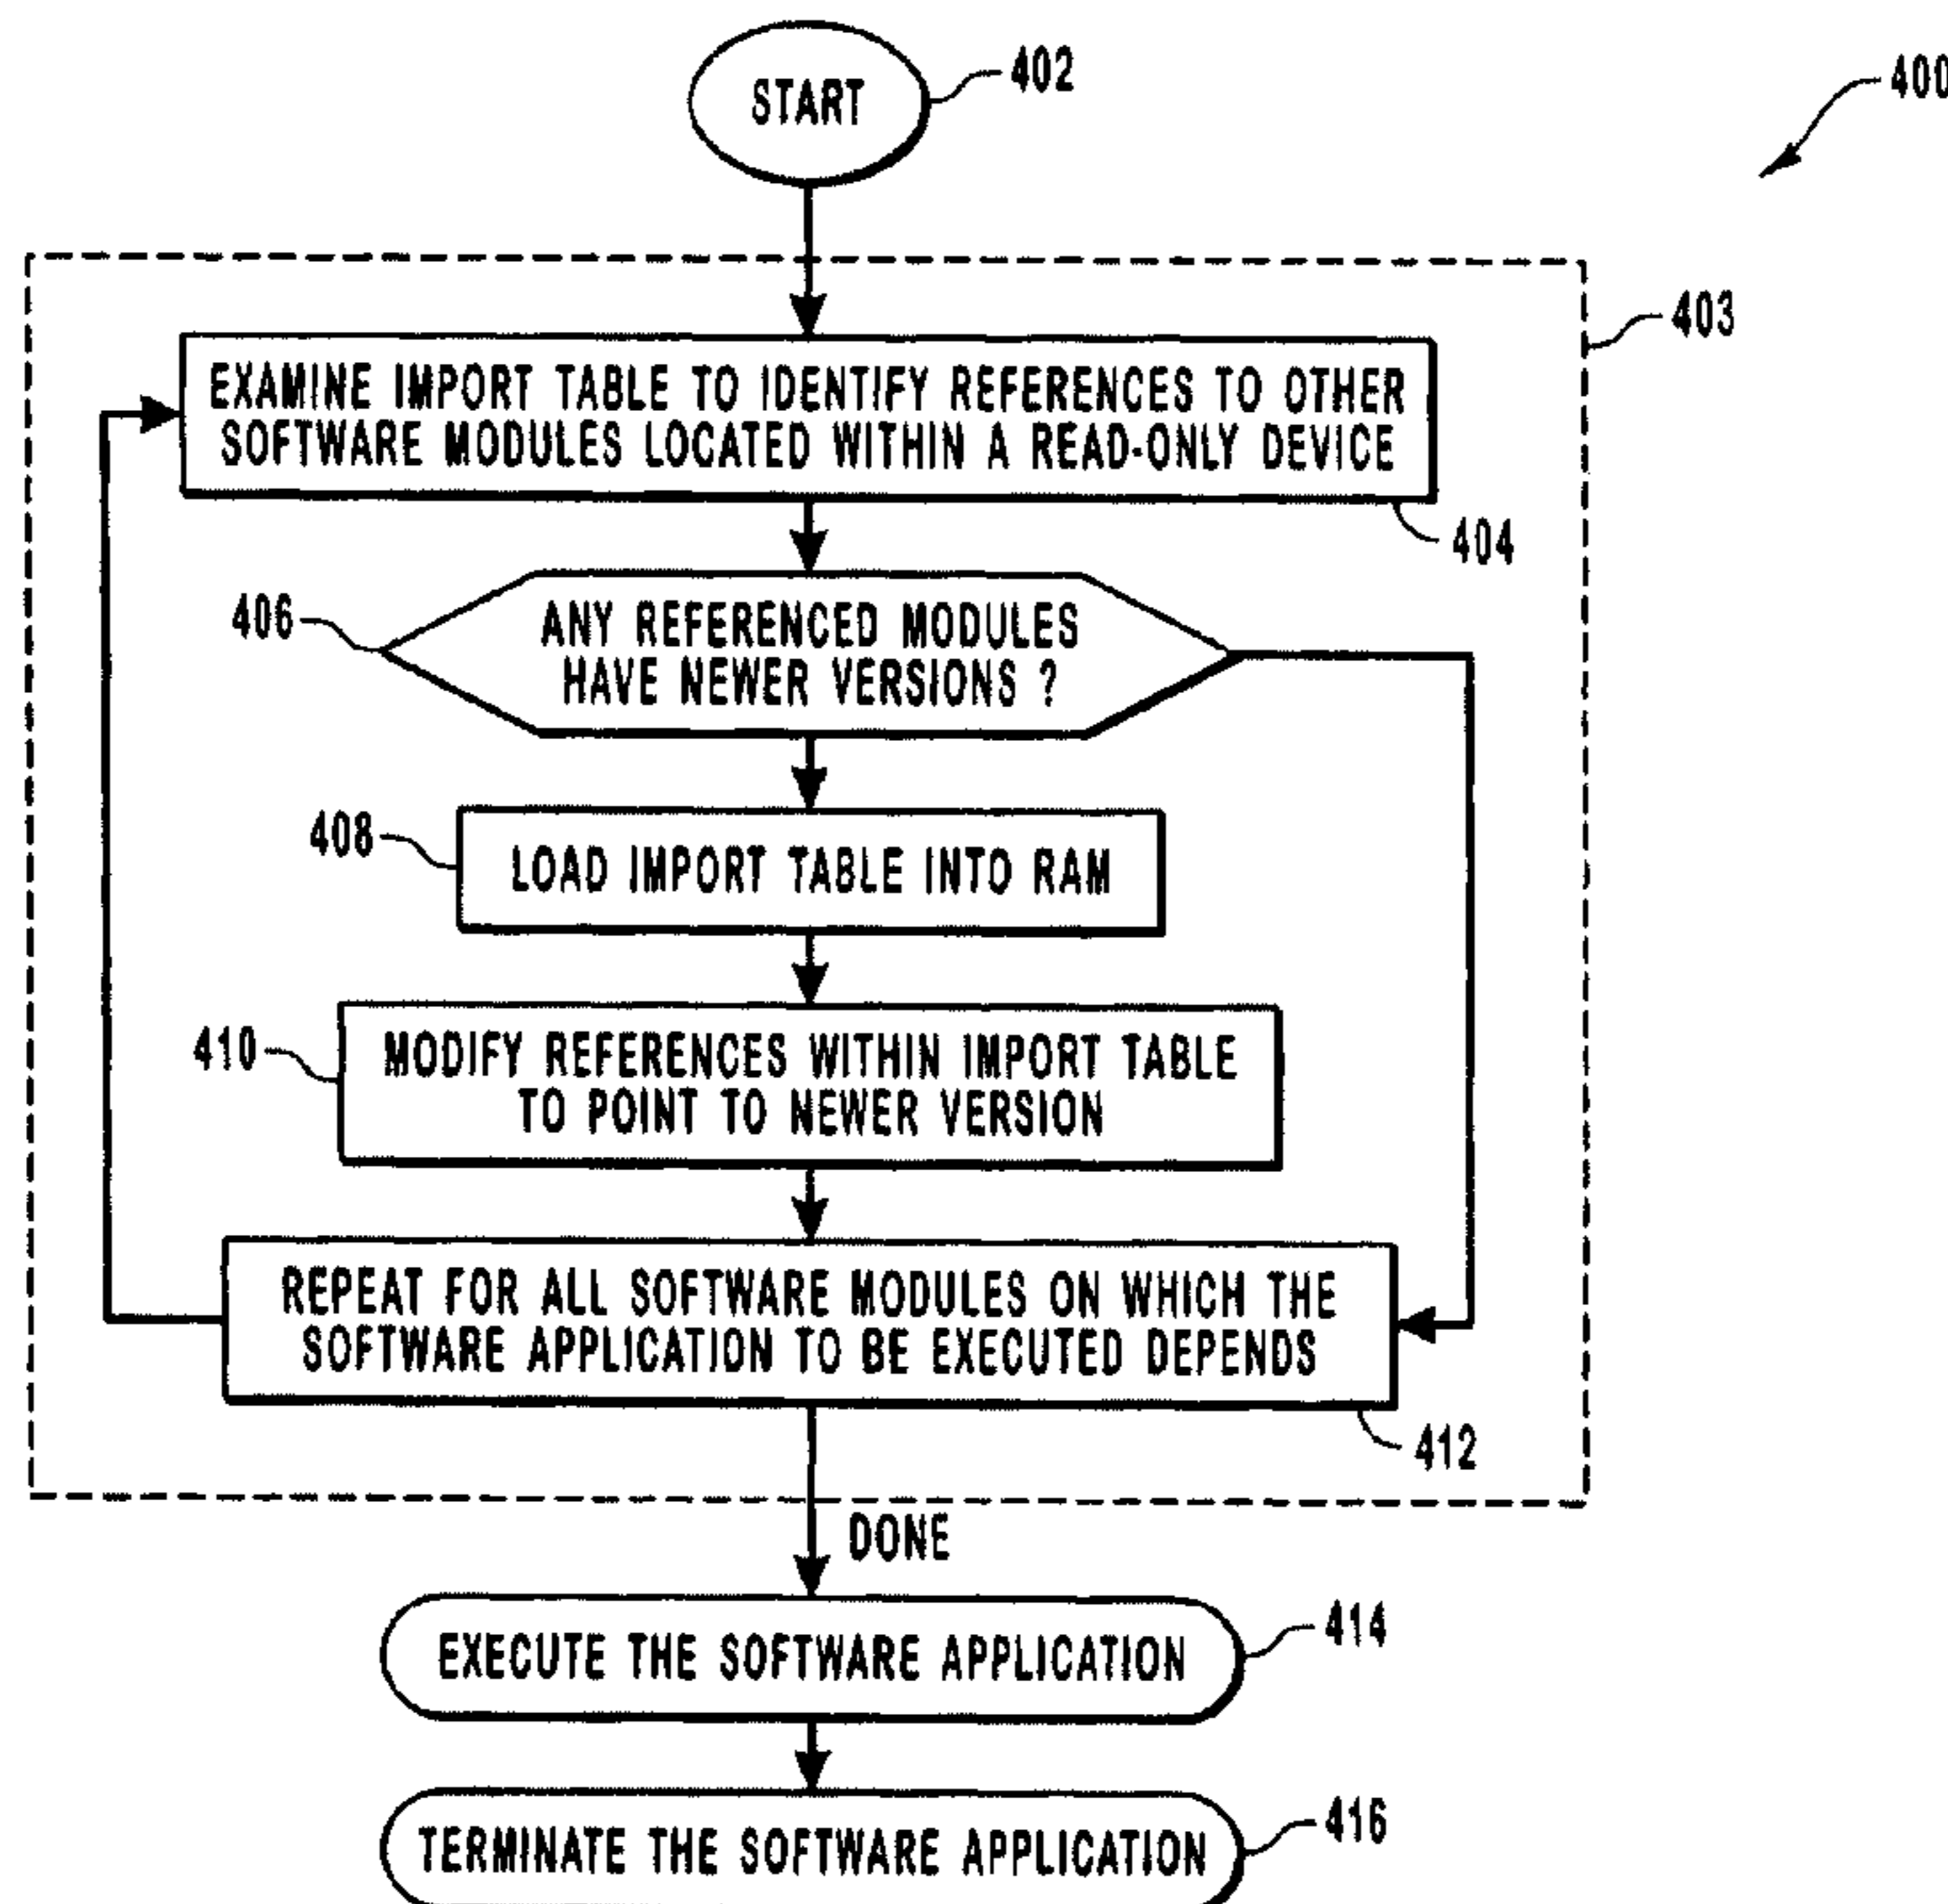 START
402
400
403
EXAMINE IMPORT TABLE TO IDENTIFY REFERENCES TO OTHER
SOFTWARE MODULES LOCATED WITHIN A READ-ONLY DEVICE
404
406
ANY REFERENCED MODULES
HAVE NEWER VERSIONS ?
408
LOAD IMPORT TABLE INTO RAM
410
MODIFY REFERENCES WITHIN IMPORT TABLE
TO POINT TO NEWER VERSION
REPEAT FOR ALL SOFTWARE MODULES ON WHICH THE
SOFTWARE APPLICATION TO BE EXECUTED DEPENDS
412
DONE
EXECUTE THE SOFTWARE APPLICATION
414
TERMINATE THE SOFTWARE APPLICATION
416